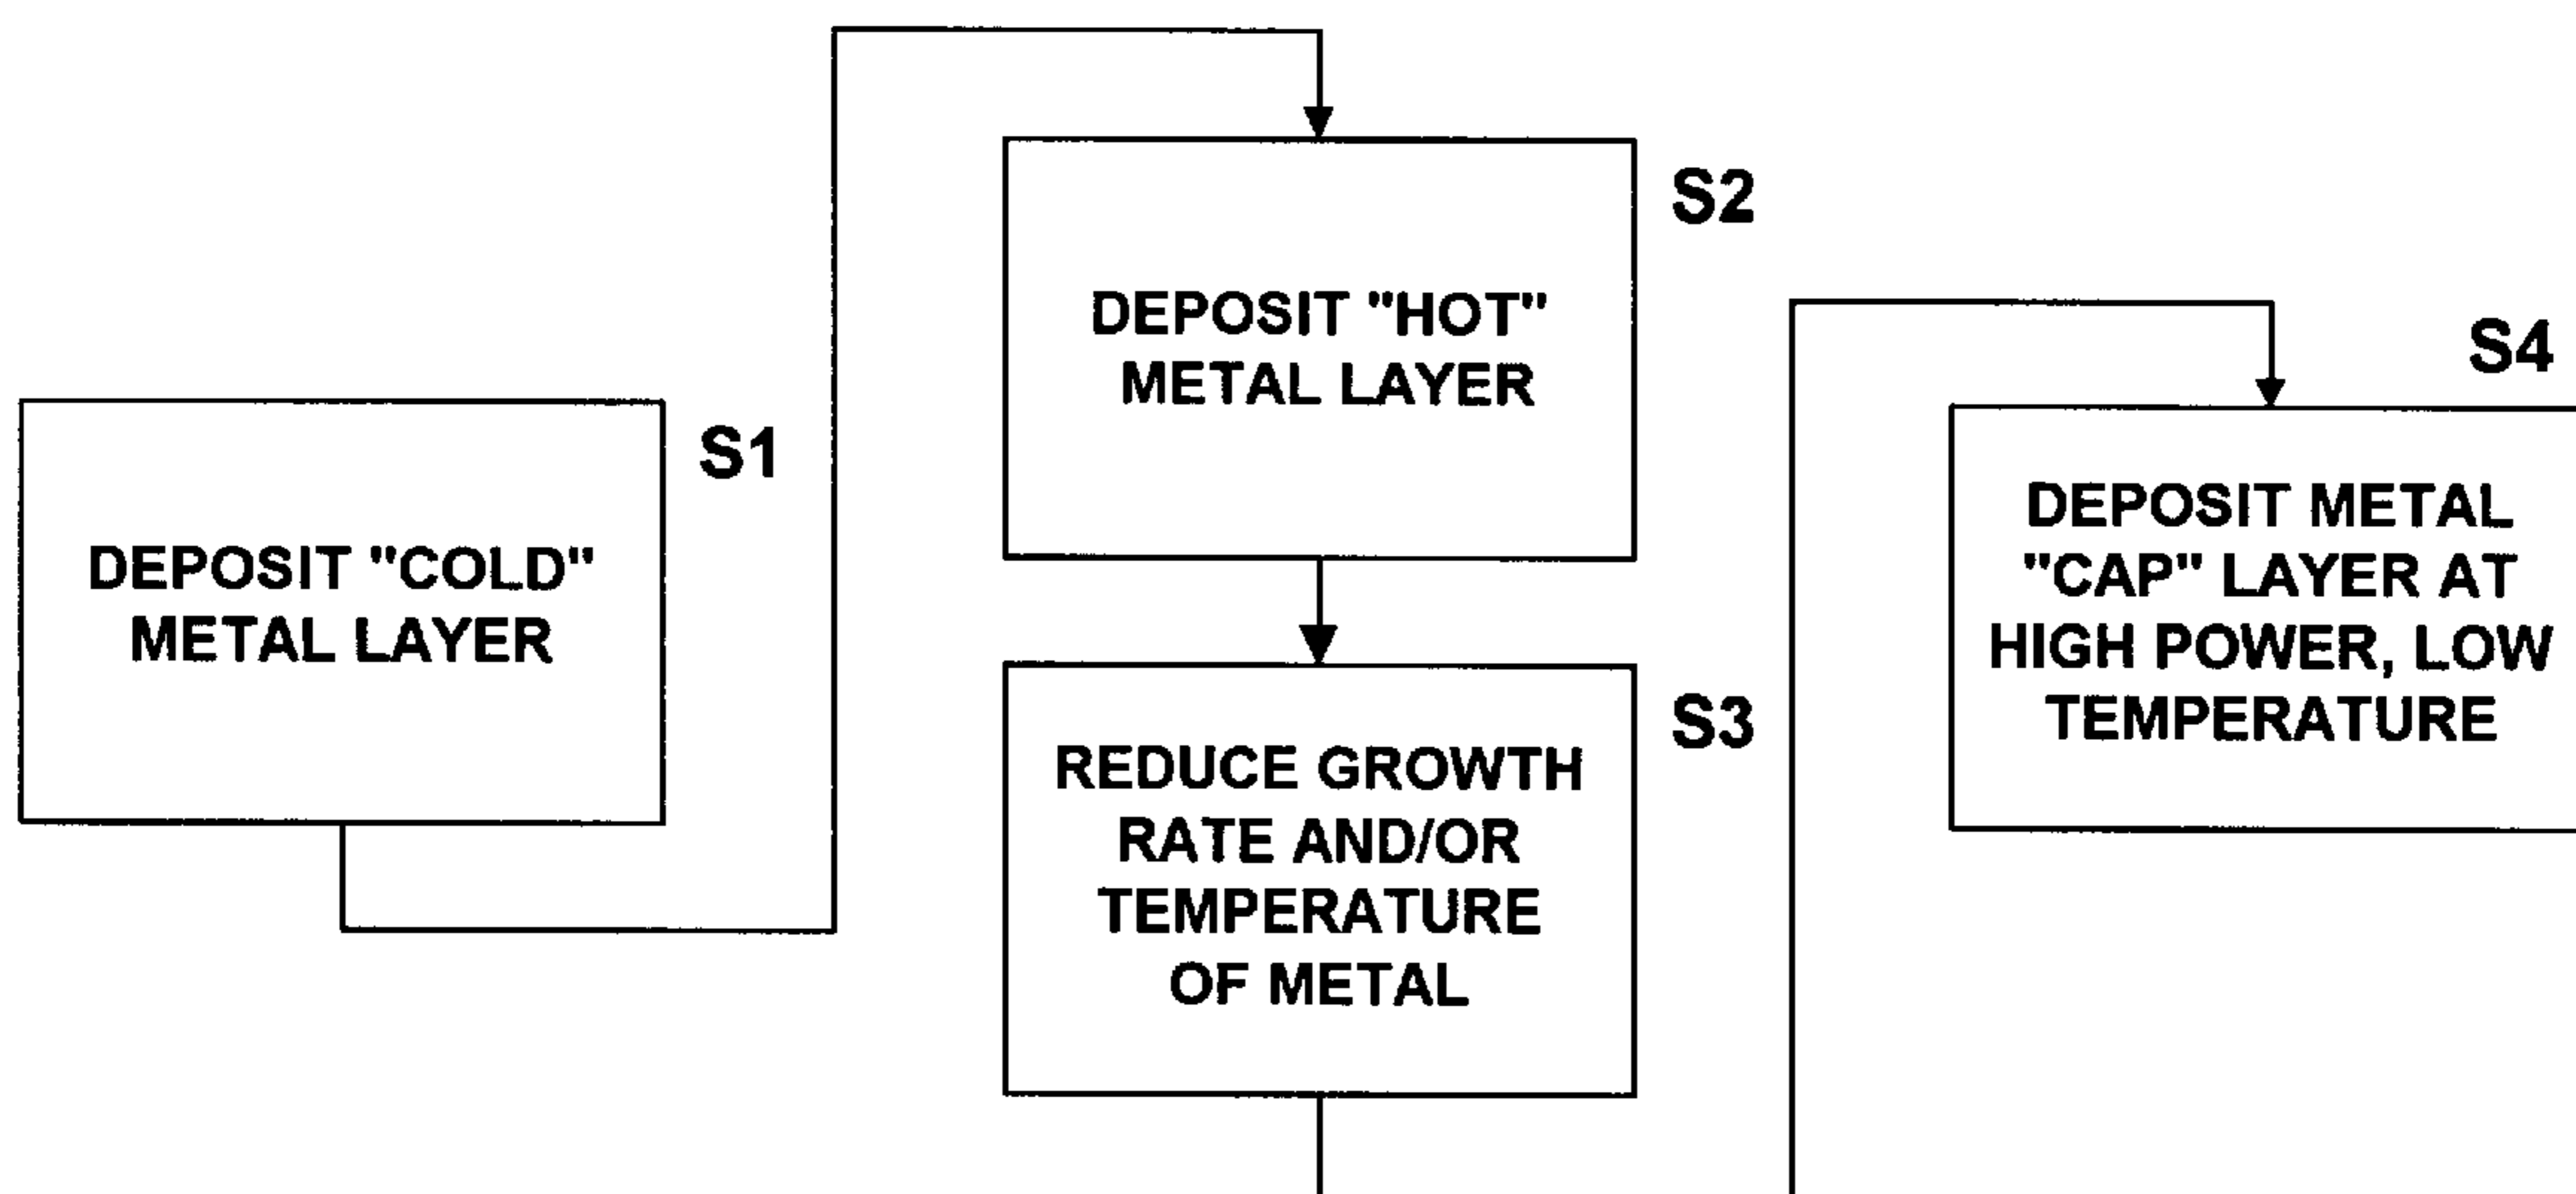 S1
DEPOSIT "COLD"
METAL LAYER
S2
DEPOSIT "HOT"
METAL LAYER
S3
REDUCE GROWTH
RATE AND/OR
TEMPERATURE
OF METAL
S4
DEPOSIT METAL
"CAP" LAYER AT
HIGH POWER, LOW
TEMPERATURE